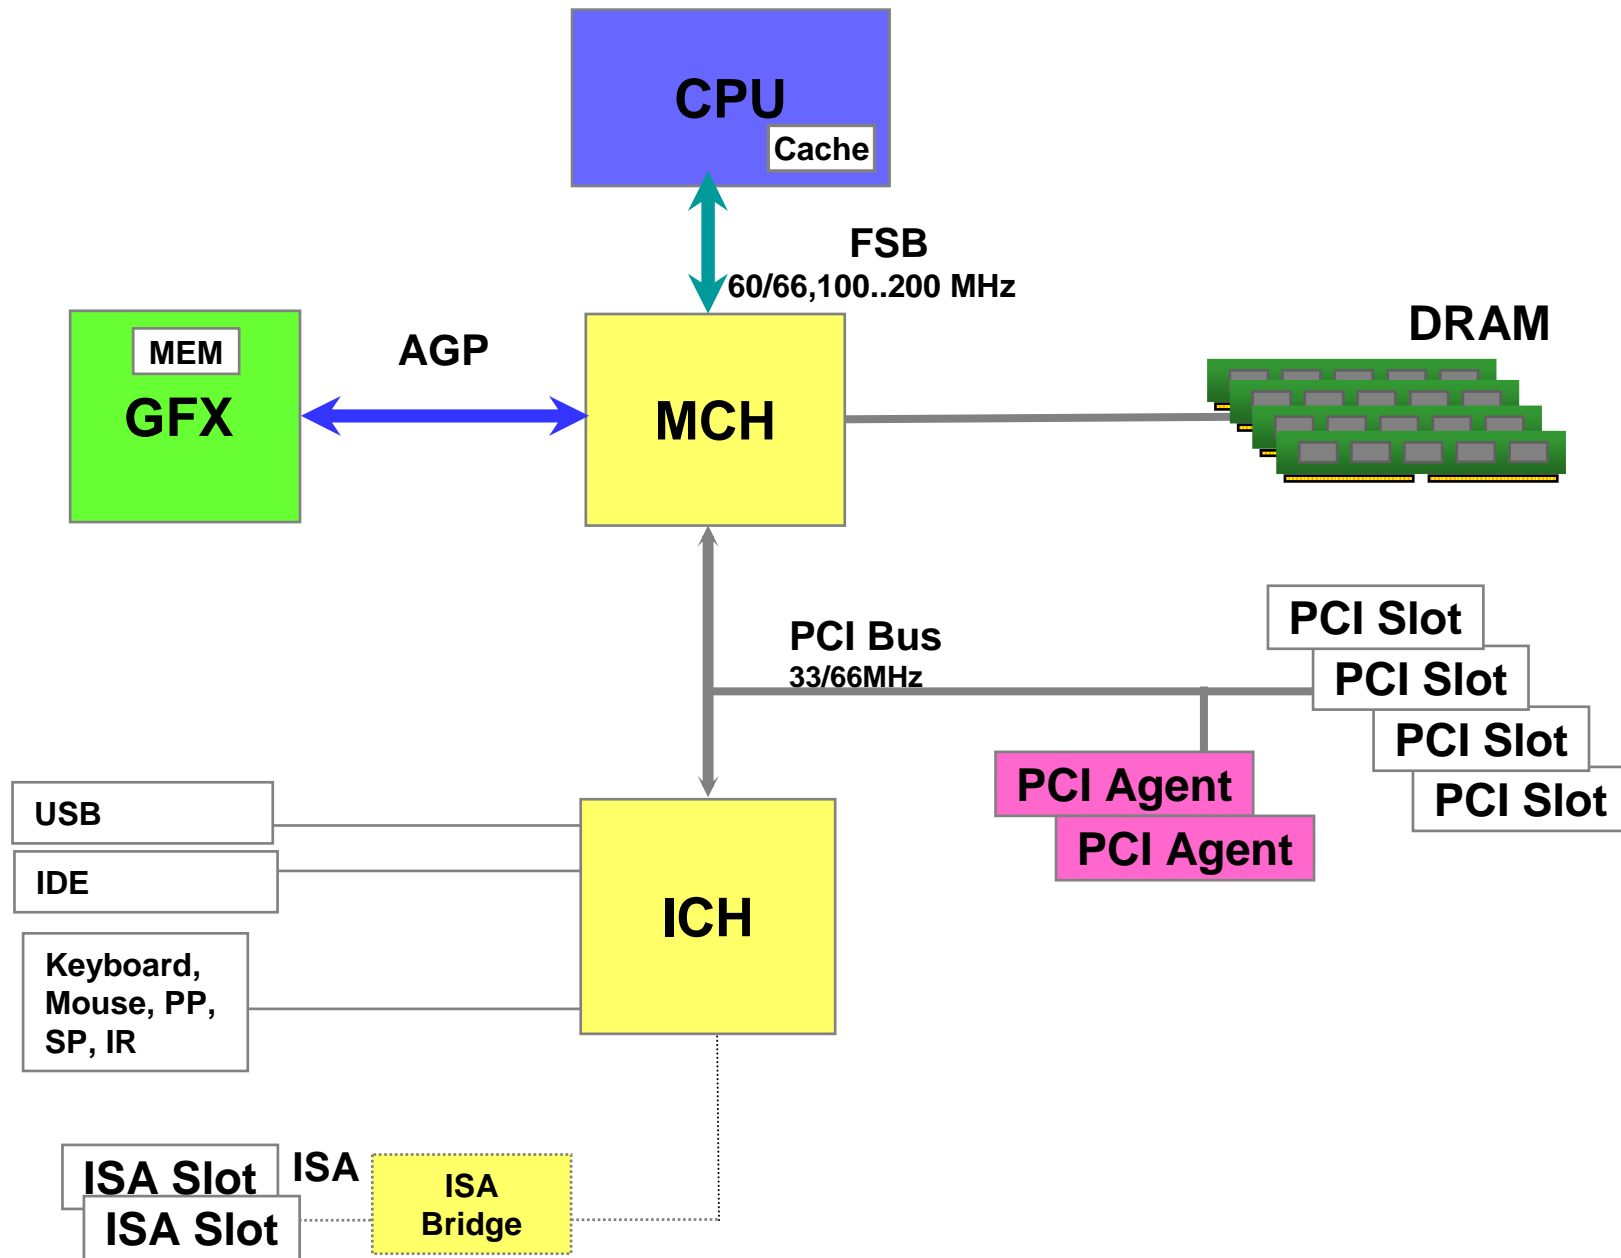 CPU
Cache
FSB
60/66,100..200 MHz
MEM
GFX
AGP
MCH
DRAM
PCI Bus
33/66MHz
PCI Slot
PCI Slot
PCI Slot
PCI Slot
PCI Agent
PCI Agent
USB
IDE
Keyboard,
Mouse, PP,
SP, IR
ICH
ISA Slot
ISA Slot
ISA
ISA
Bridge